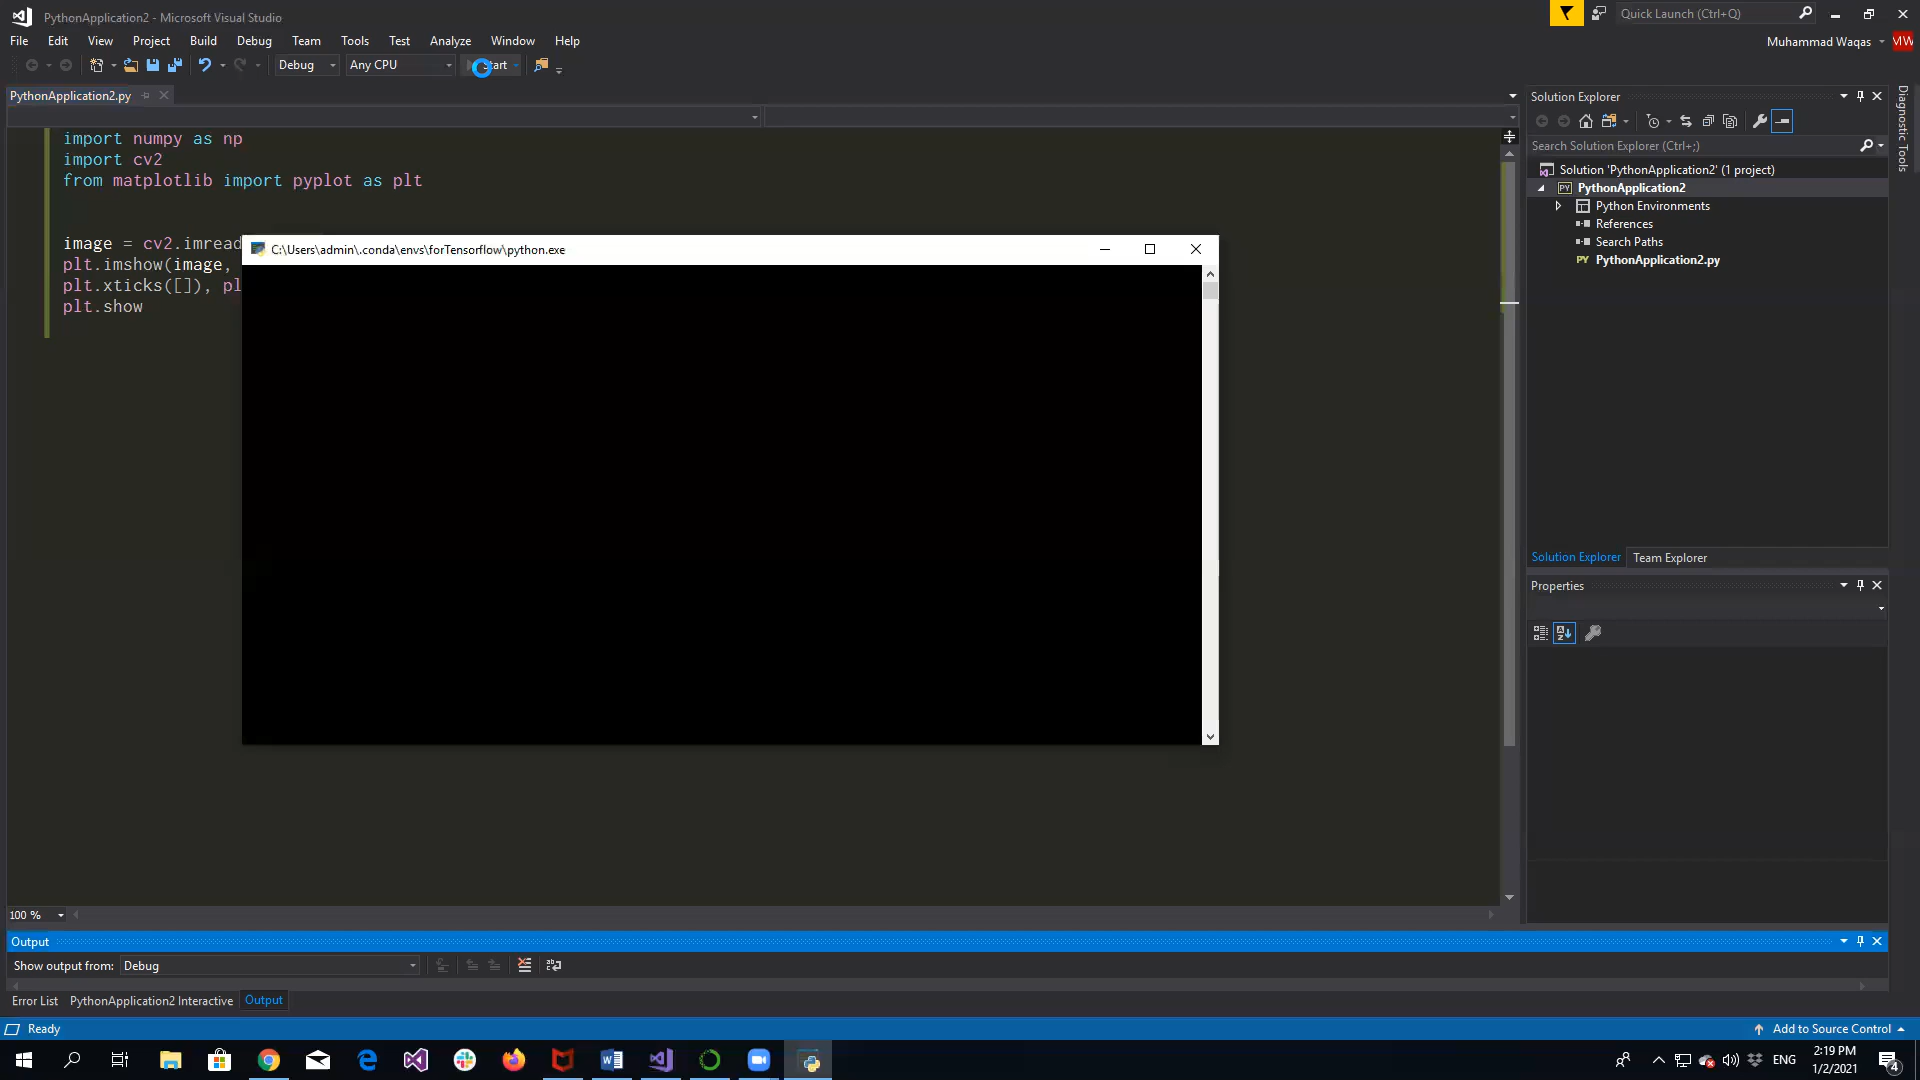 PythonApplication2 - Microsoft Visual Studio
Quick Launch (Ctrl+Q)
File Edit View Project Build Debug Team Tools Test Analyze Window Help
Muhammad Waqas MW
Debug Any CPU Start
PythonApplication2.py
import numpy as np
import cv2
from matplotlib import pyplot as plt
image = cv2.imread
plt.imshow(image,
plt.xticks([]), pl
plt.show
C:\Users\admin\.conda\envs\forTensorflow\python.exe
Solution Explorer
Search Solution Explorer (Ctrl+;)
Solution 'PythonApplication2' (1 project)
PY PythonApplication2
Python Environments
References
Search Paths
PY PythonApplication2.py
Solution Explorer Team Explorer
Properties
Diagnostic Tools
100 %
Output
Show output from: Debug
Error List PythonApplication2 Interactive Output
Ready
Add to Source Control
ENG
2:19 PM
1/2/2021
4